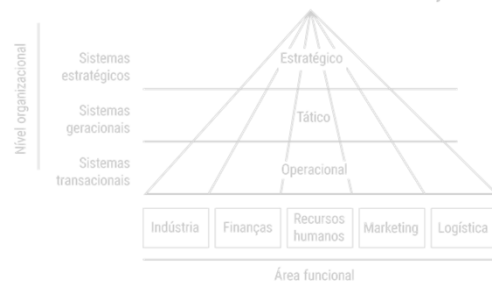 Nível organizacional
Sistemas
estratégicos
Estratégico
Sistemas
geracionais
Tático
Sistemas
transacionais
Operacional
Indústria
Finanças
Recursos
humanos
Marketing
Logística
Área funcional